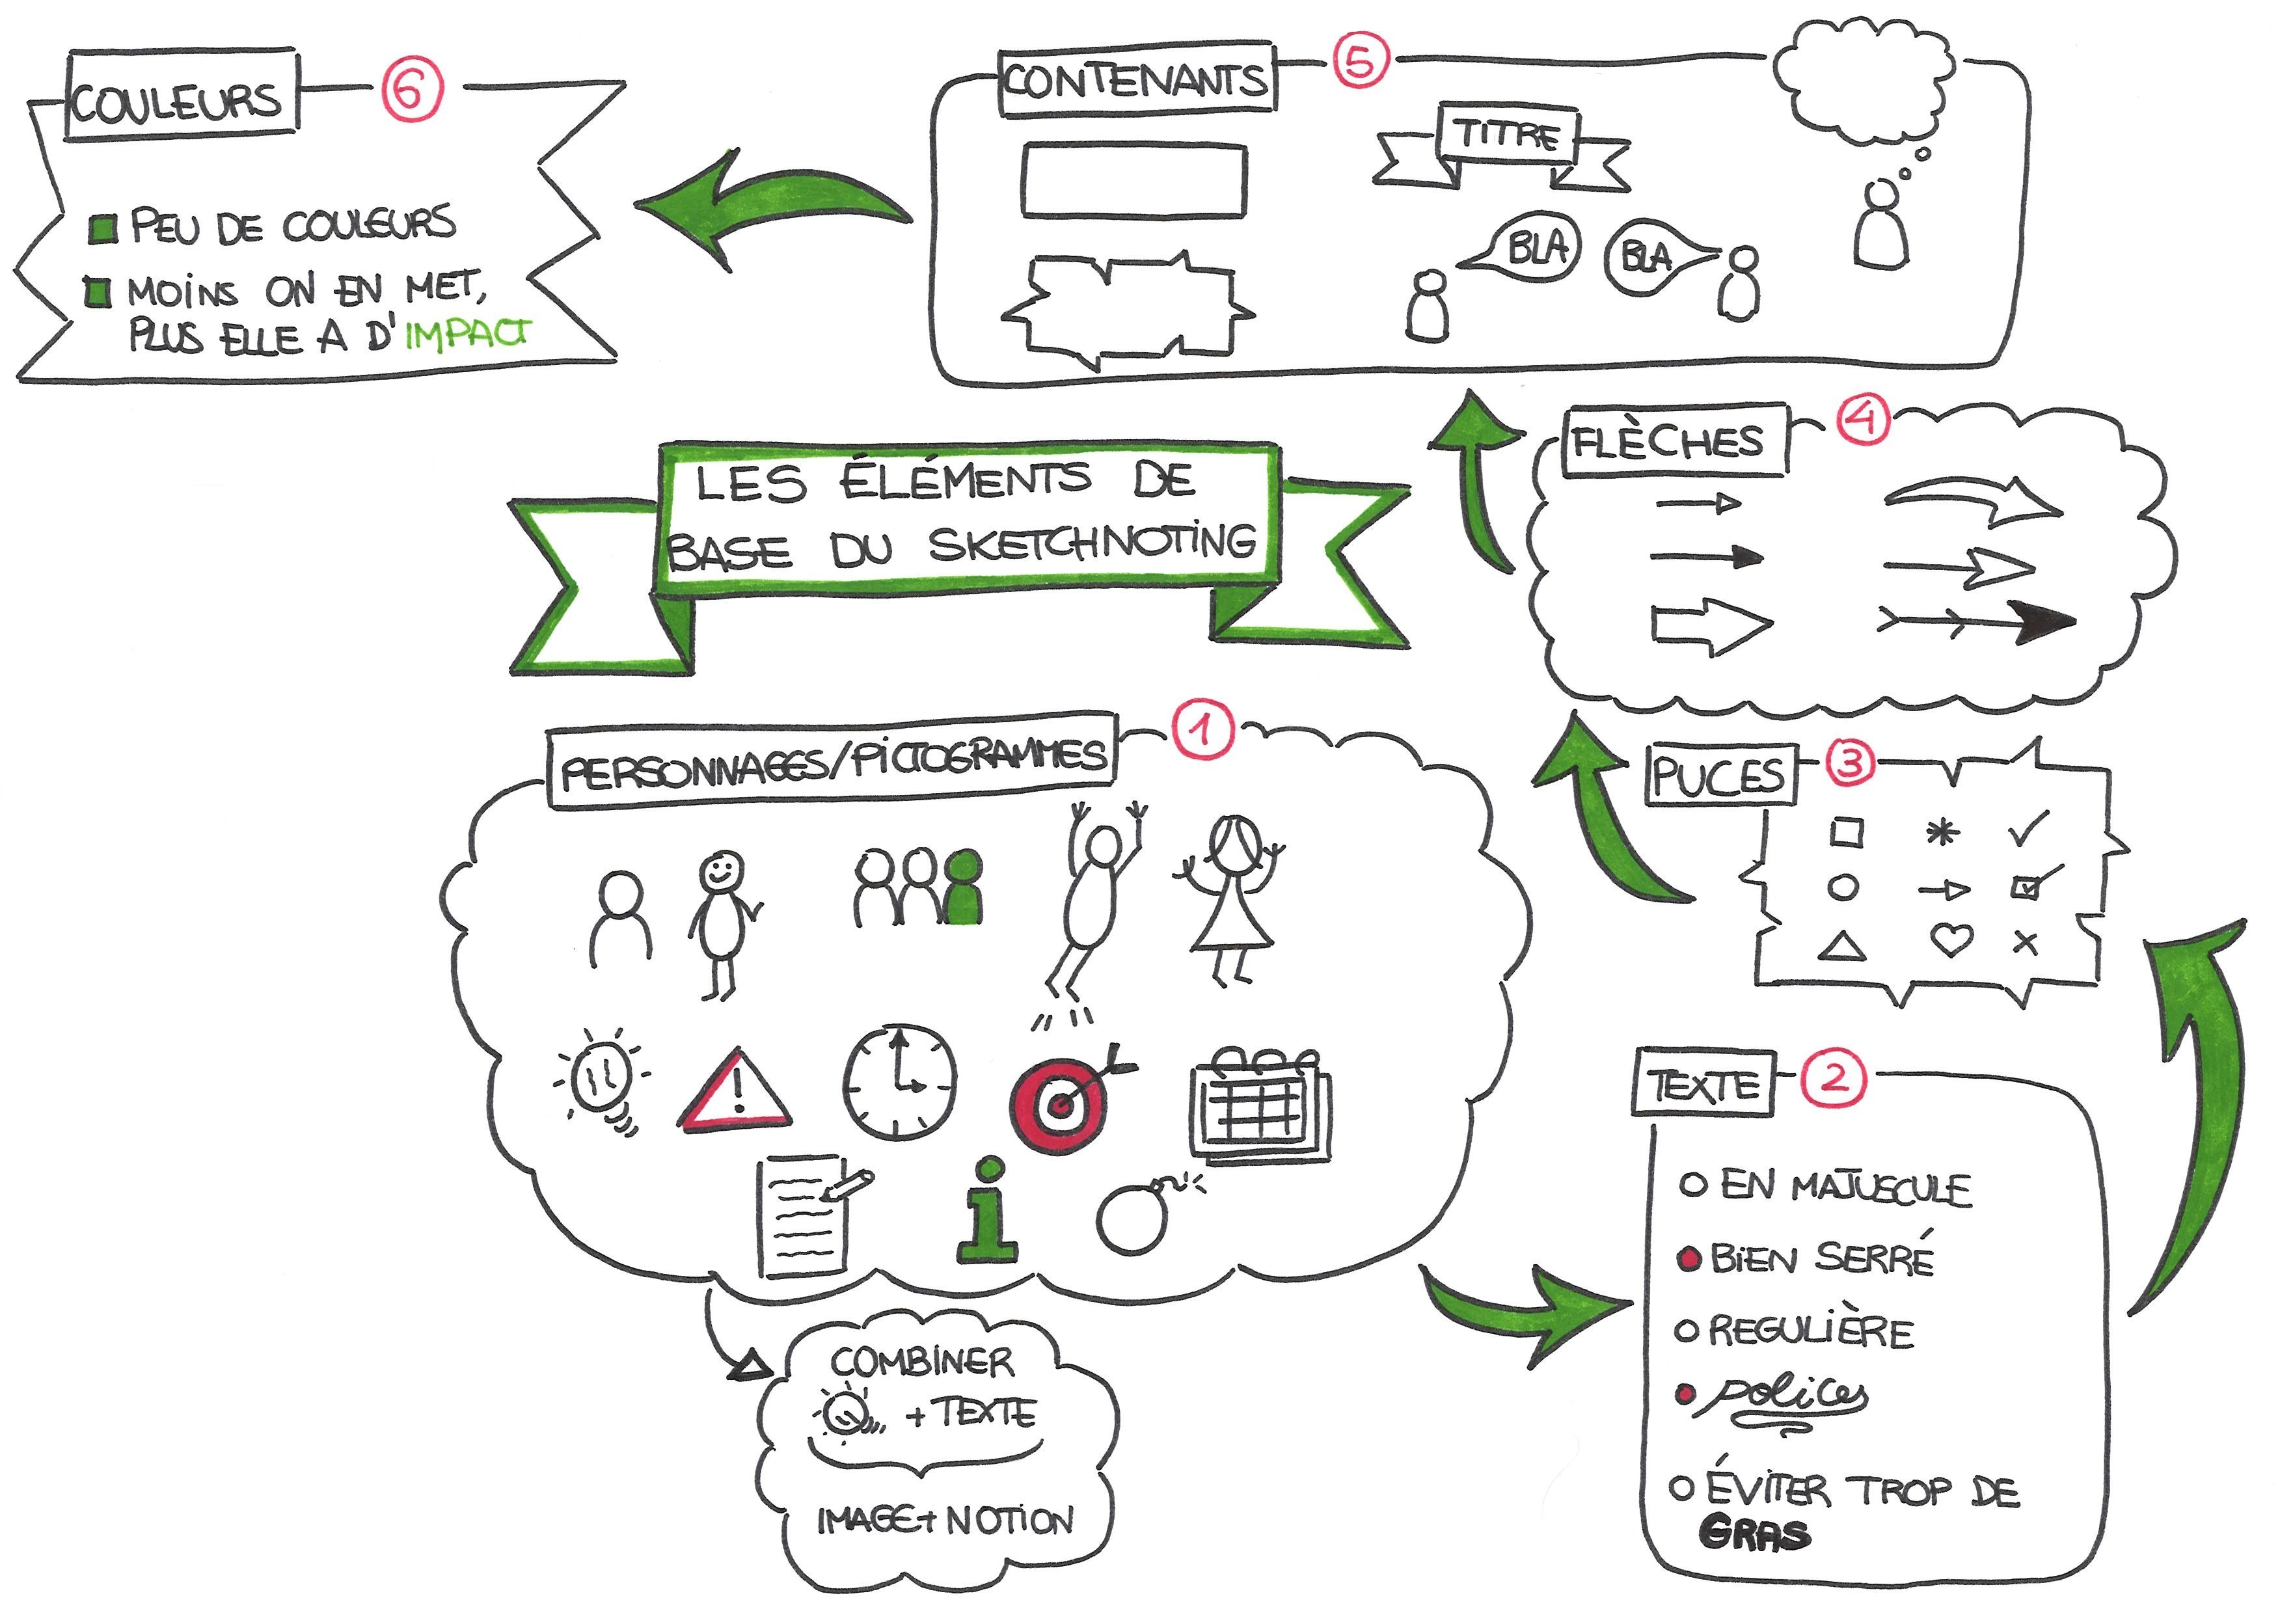 LES ÉLÉMENTS DE
BASE DU SKETCHNOTING
PERSONNAGES/PICTOGRAMMES
1
!
i
COMBINER
+ TEXTE
IMAGE+ NOTION
TEXTE
2
EN MAJUSCULE
BIEN SERRÉ
REGULIÈRE
polices
ÉVITER TROP DE
GRAS
PUCES
3
FLÈCHES
4
CONTENANTS
5
TITRE
BLA
BLA
COULEURS
6
PEU DE COULEURS
MOINS ON EN MET,
PLUS ELLE A D'IMPACT